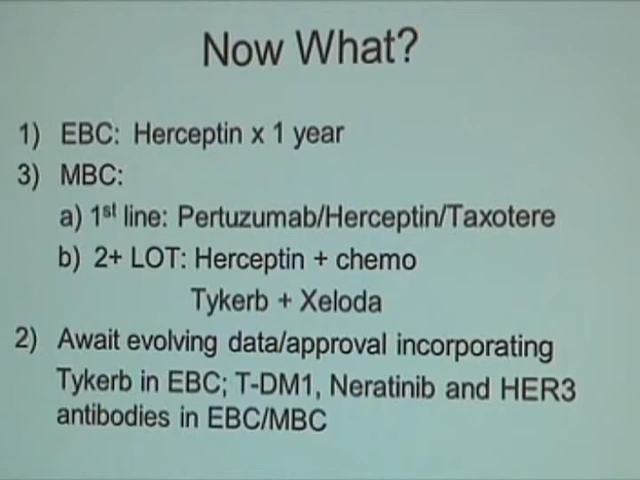 Now What?
1) EBC: Herceptin x 1 year
3) MBC:
a) 1st line: Pertuzumab/Herceptin/Taxotere
b) 2+ LOT: Herceptin + chemo
Tykerb + Xeloda
2) Await evolving data/approval incorporating
Tykerb in EBC; T-DM1, Neratinib and HER3
antibodies in EBC/MBC